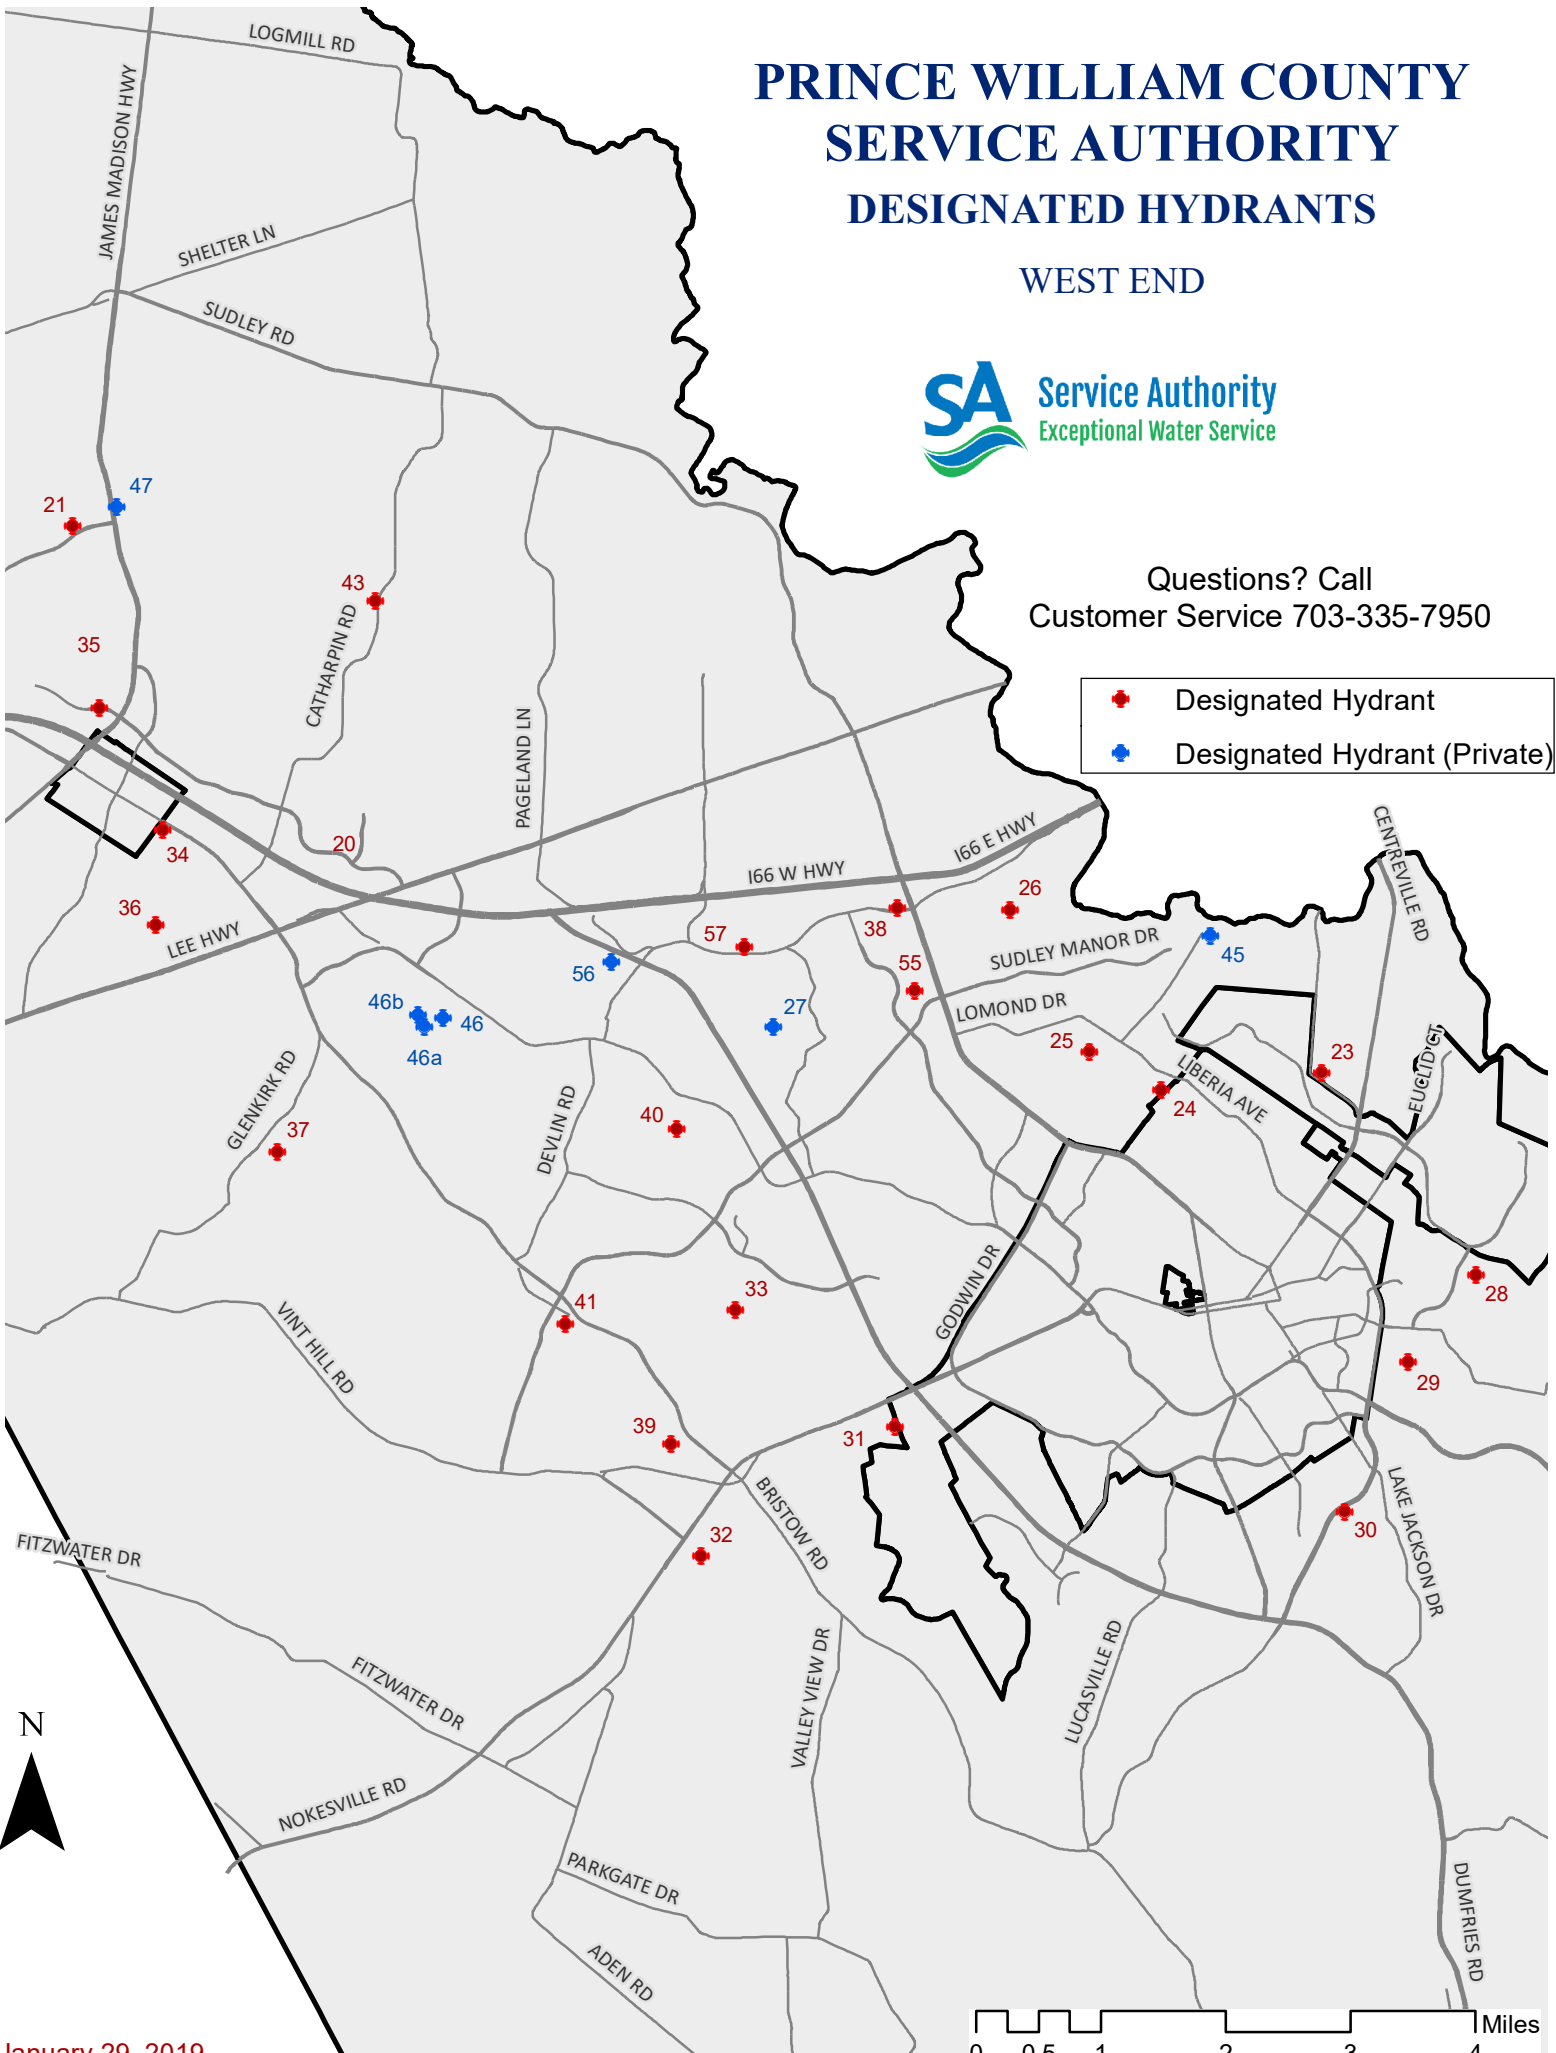 PRINCE WILLIAM COUNTY
SERVICE AUTHORITY
DESIGNATED HYDRANTS
WEST END
SA
Service Authority
Exceptional Water Service
Questions? Call
Customer Service 703-335-7950
Designated Hydrant
Designated Hydrant (Private)
LOGMILL RD
JAMES MADISON HWY
SHELTER LN
SUDLEY RD
47
21
43
35
CATHARPIN RD
PAGELAND LN
20
34
36
LEE HWY
I66 W HWY
I66 E HWY
CENTREVILLE RD
26
38
57
55
SUDLEY MANOR DR
45
56
46b
46
46a
27
LOMOND DR
25
LIBERIA AVE
24
23
EUCLID CT
GLENKIRK RD
37
DEVLIN RD
40
GODWIN DR
33
41
28
29
VINT HILL RD
39
31
BRISTOW RD
32
30
LAKE JACKSON DR
FITZWATER DR
FITZWATER DR
VALLEY VIEW DR
LUCASVILLE RD
N
NOKESVILLE RD
PARKGATE DR
ADEN RD
DUMFRIES RD
Miles
0 0.5 1 2 3 4
January 29, 2019